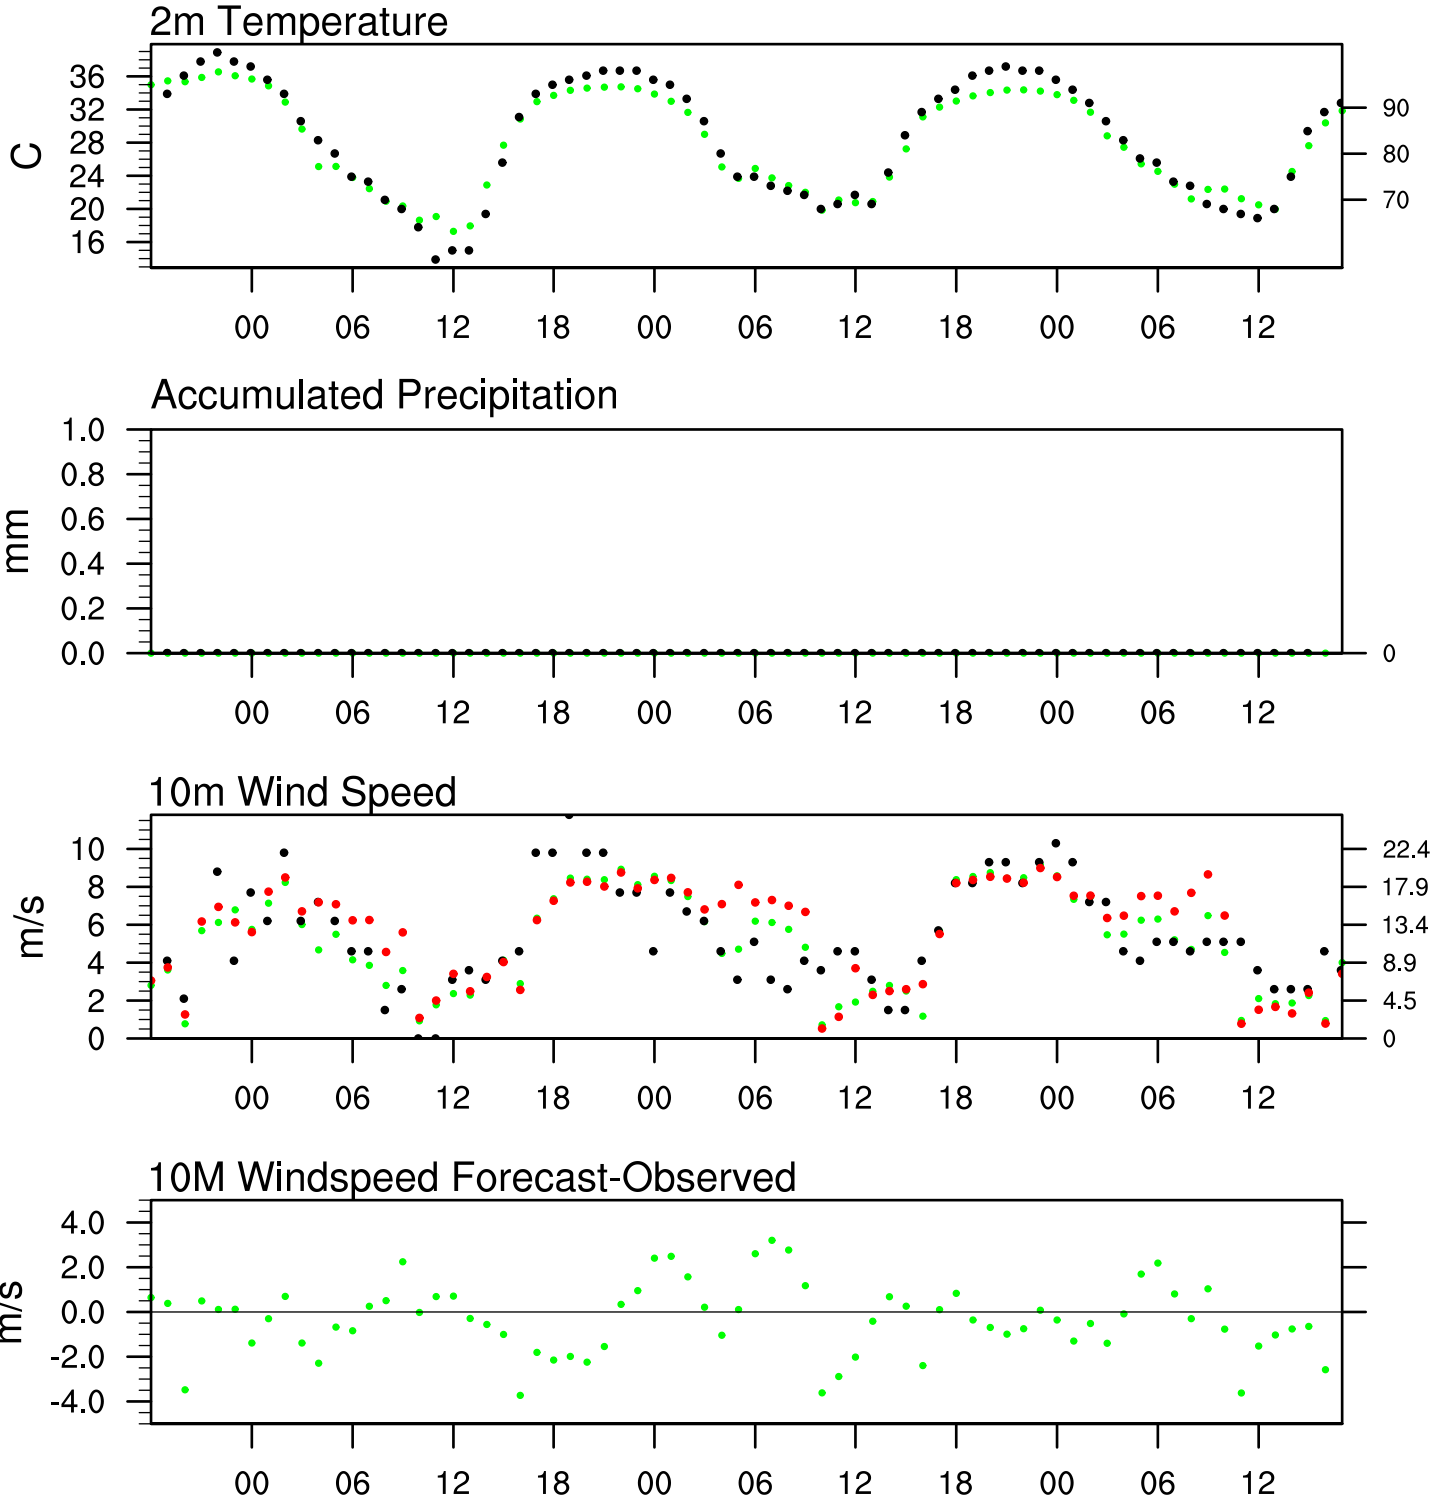 2m Temperature
36
32
28
24
20
16
C
90
80
70
00 06 12 18 00 06 12 18 00 06 12
Accumulated Precipitation
1.0
0.8
0.6
0.4
0.2
0.0
mm
0
00 06 12 18 00 06 12 18 00 06 12
10m Wind Speed
10
8
6
4
2
0
m/s
22.4
17.9
13.4
8.9
4.5
0
00 06 12 18 00 06 12 18 00 06 12
10M Windspeed Forecast-Observed
4.0
2.0
0.0
-2.0
-4.0
m/s
00 06 12 18 00 06 12 18 00 06 12